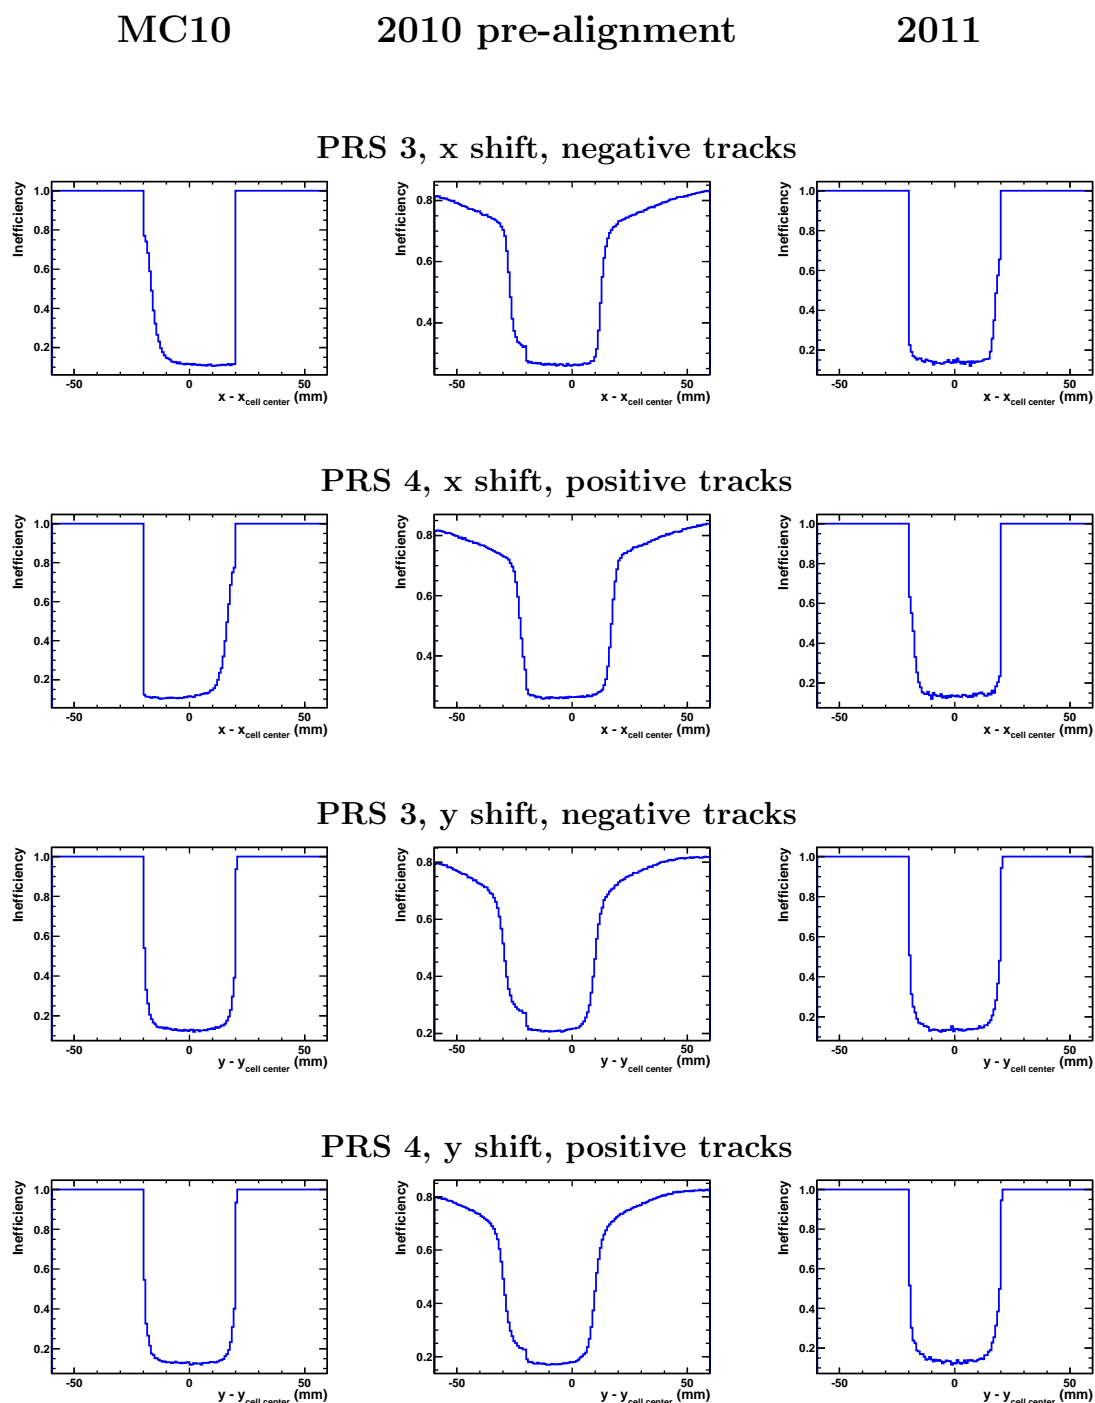 MC10 2010 pre-alignment 2011
PRS 3, x shift, negative tracks
Inefficiency Inefficiency Inefficiency
1.0 0.8 1.0
0.8 0.8
0.6 0.6 0.6
0.4 0.4 0.4
0.2 0.2
-50 0 50 -50 0 50 -50 0 50
x - xcell center (mm) x - xcell center (mm) x - xcell center (mm)
PRS 4, x shift, positive tracks
Inefficiency Inefficiency Inefficiency
1.0 0.8 1.0
0.8 0.8
0.6 0.6 0.6
0.4 0.4 0.4
0.2 0.2
-50 0 50 -50 0 50 -50 0 50
x - xcell center (mm) x - xcell center (mm) x - xcell center (mm)
PRS 3, y shift, negative tracks
Inefficiency Inefficiency Inefficiency
1.0 0.8 1.0
0.8 0.8
0.6 0.6 0.6
0.4 0.4 0.4
0.2 0.2 0.2
-50 0 50 -50 0 50 -50 0 50
y - ycell center (mm) y - ycell center (mm) y - ycell center (mm)
PRS 4, y shift, positive tracks
Inefficiency Inefficiency Inefficiency
1.0 0.8 1.0
0.8 0.8
0.6 0.6 0.6
0.4 0.4 0.4
0.2 0.2 0.2
-50 0 50 -50 0 50 -50 0 50
y - ycell center (mm) y - ycell center (mm) y - ycell center (mm)